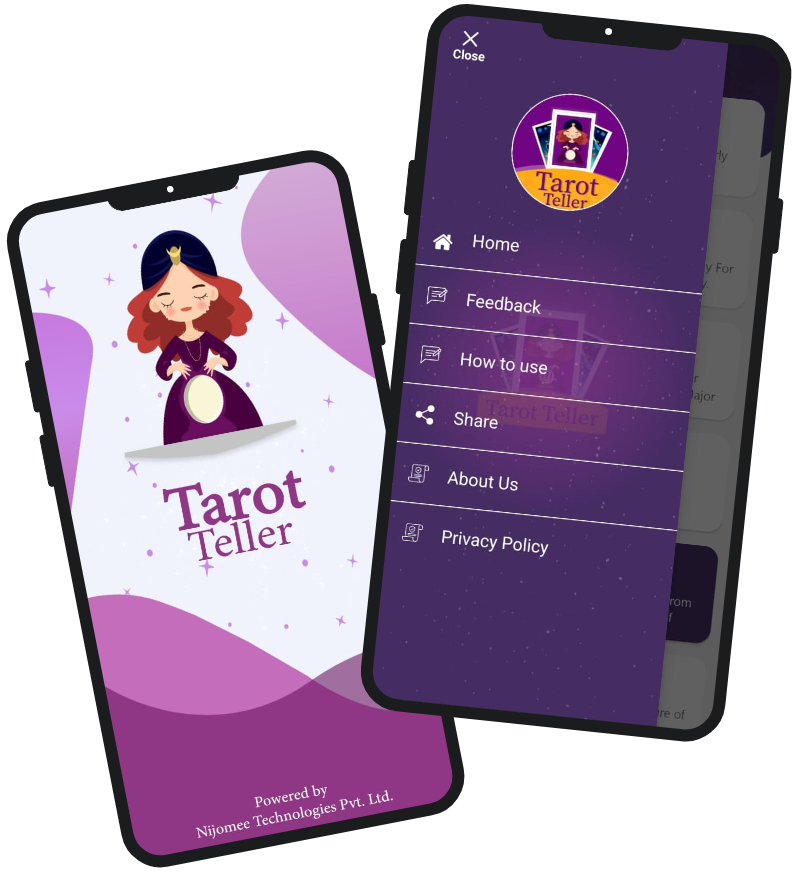 Tarot
Teller
Powered by
Nijomee Technologies Pvt. Ltd.
Close
Tarot
Teller
Home
Feedback
How to use
Share
About Us
Privacy Policy
Tarot Teller
y For
ajor
rom
re of